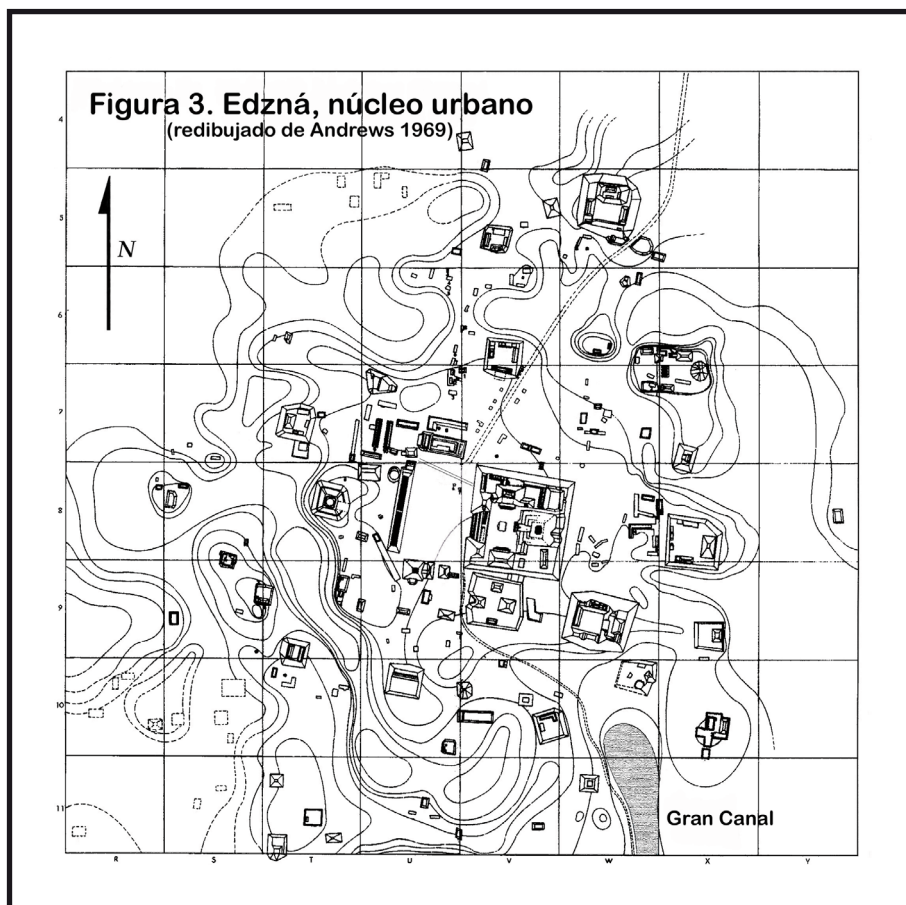 Figura 3. Edzná, núcleo urbano
(redibujado de Andrews 1969)
4
5
N
6
7
8
9
10
11
Gran Canal
R S T U V W X Y